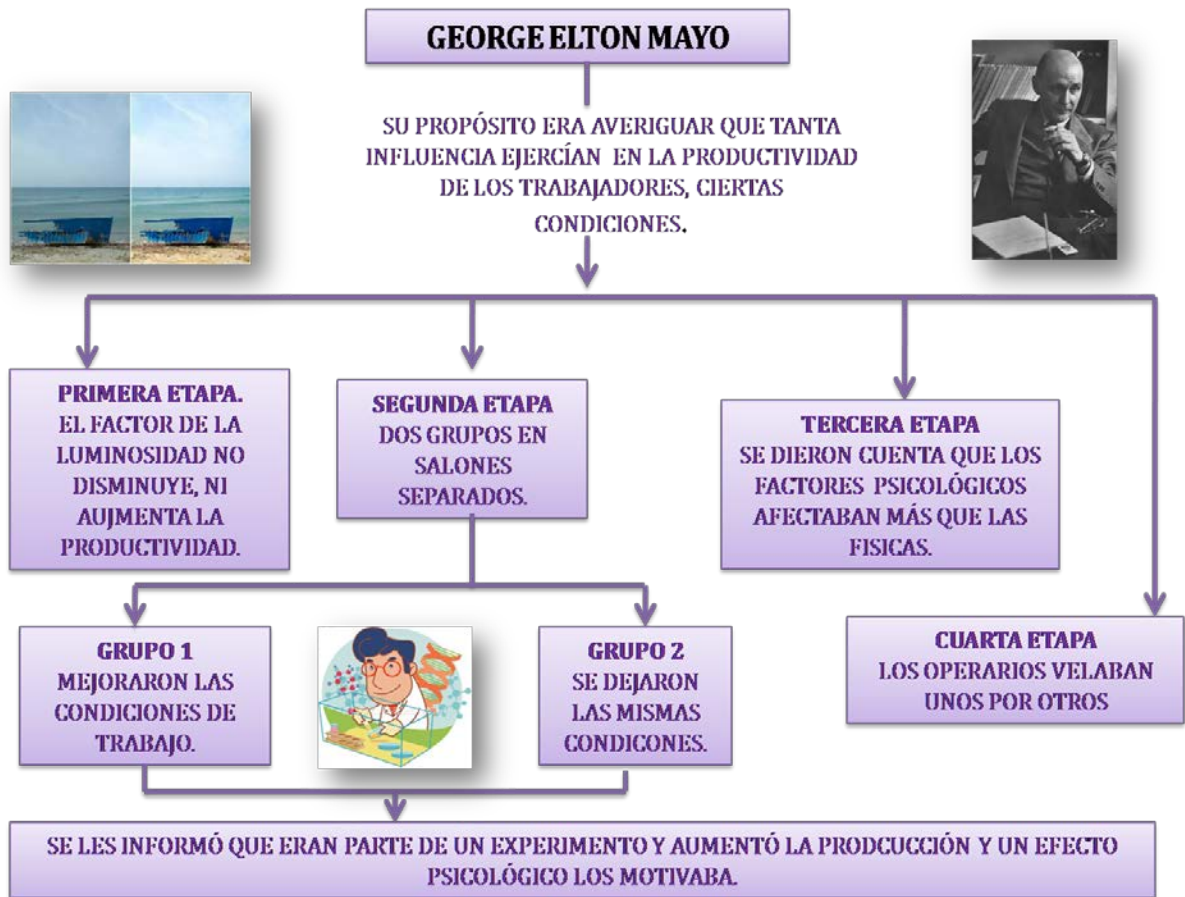 GEORGE ELTON MAYO
SU PROPÓSITO ERA AVERIGUAR QUE TANTA
INFLUENCIA EJERCÍAN EN LA PRODUCTIVIDAD
DE LOS TRABAJADORES, CIERTAS
CONDICIONES.
PRIMERA ETAPA.
EL FACTOR DE LA
LUMINOSIDAD NO
DISMINUYE, NI
AUJMENTA LA
PRODUCTIVIDAD.
SEGUNDA ETAPA
DOS GRUPOS EN
SALONES
SEPARADOS.
TERCERA ETAPA
SE DIERON CUENTA QUE LOS
FACTORES PSICOLÓGICOS
AFECTABAN MÁS QUE LAS
FISICAS.
GRUPO 1
MEJORARON LAS
CONDICIONES DE
TRABAJO.
GRUPO 2
SE DEJARON
LAS MISMAS
CONDICONES.
CUARTA ETAPA
LOS OPERARIOS VELABAN
UNOS POR OTROS
SE LES INFORMÓ QUE ERAN PARTE DE UN EXPERIMENTO Y AUMENTÓ LA PRODCUCCIÓN Y UN EFECTO
PSICOLÓGICO LOS MOTIVABA.